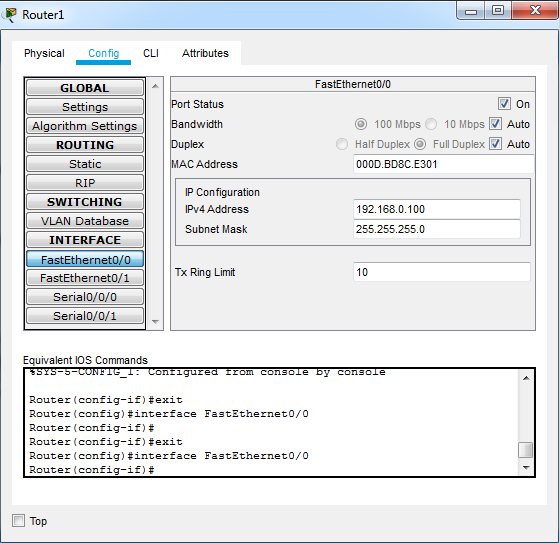 Router1
Physical Config CLI Attributes
GLOBAL
Settings
Algorithm Settings
ROUTING
Static
RIP
SWITCHING
VLAN Database
INTERFACE
FastEthernet0/0
FastEthernet0/1
Serial0/0/0
Serial0/0/1
FastEthernet0/0
Port Status On
Bandwidth 100 Mbps 10 Mbps Auto
Duplex Half Duplex Full Duplex Auto
MAC Address 000D.BD8C.E301
IP Configuration
IPv4 Address 192.168.0.100
Subnet Mask 255.255.255.0
Tx Ring Limit 10
Equivalent IOS Commands
%SYS-5-CONFIG_I: Configured from console by console
Router(config-if)#exit
Router(config)#interface FastEthernet0/0
Router(config-if)#
Router(config-if)#exit
Router(config)#interface FastEthernet0/0
Router(config-if)#
Top